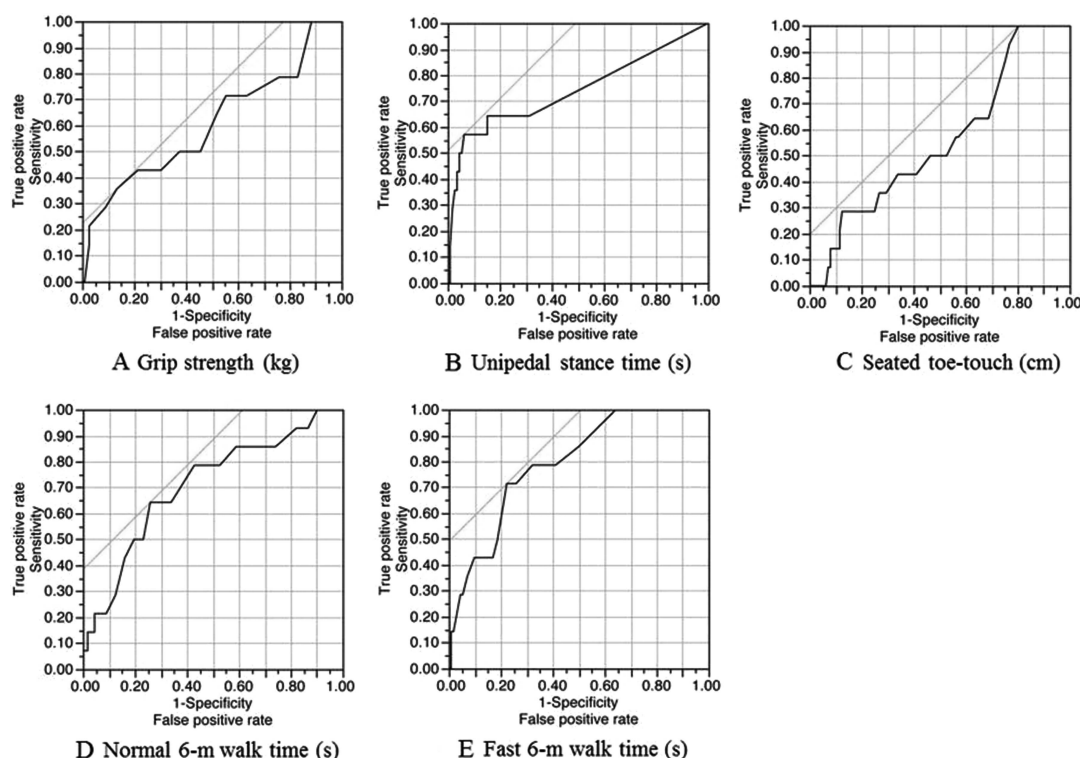 1.00
0.90
0.80
0.70
0.60
0.50
0.40
0.30
0.20
0.10
0.00
True positive rate
Sensitivity
0.00 0.20 0.40 0.60 0.80 1.00
1-Specificity
False positive rate
A Grip strength (kg)
1.00
0.90
0.80
0.70
0.60
0.50
0.40
0.30
0.20
0.10
0.00
True positive rate
Sensitivity
0.00 0.20 0.40 0.60 0.80 1.00
1-Specificity
False positive rate
B Unipedal stance time (s)
1.00
0.90
0.80
0.70
0.60
0.50
0.40
0.30
0.20
0.10
0.00
True positive rate
Sensitivity
0.00 0.20 0.40 0.60 0.80 1.00
1-Specificity
False positive rate
C Seated toe-touch (cm)
1.00
0.90
0.80
0.70
0.60
0.50
0.40
0.30
0.20
0.10
0.00
True positive rate
Sensitivity
0.00 0.20 0.40 0.60 0.80 1.00
1-Specificity
False positive rate
D Normal 6-m walk time (s)
1.00
0.90
0.80
0.70
0.60
0.50
0.40
0.30
0.20
0.10
0.00
True positive rate
Sensitivity
0.00 0.20 0.40 0.60 0.80 1.00
1-Specificity
False positive rate
E Fast 6-m walk time (s)